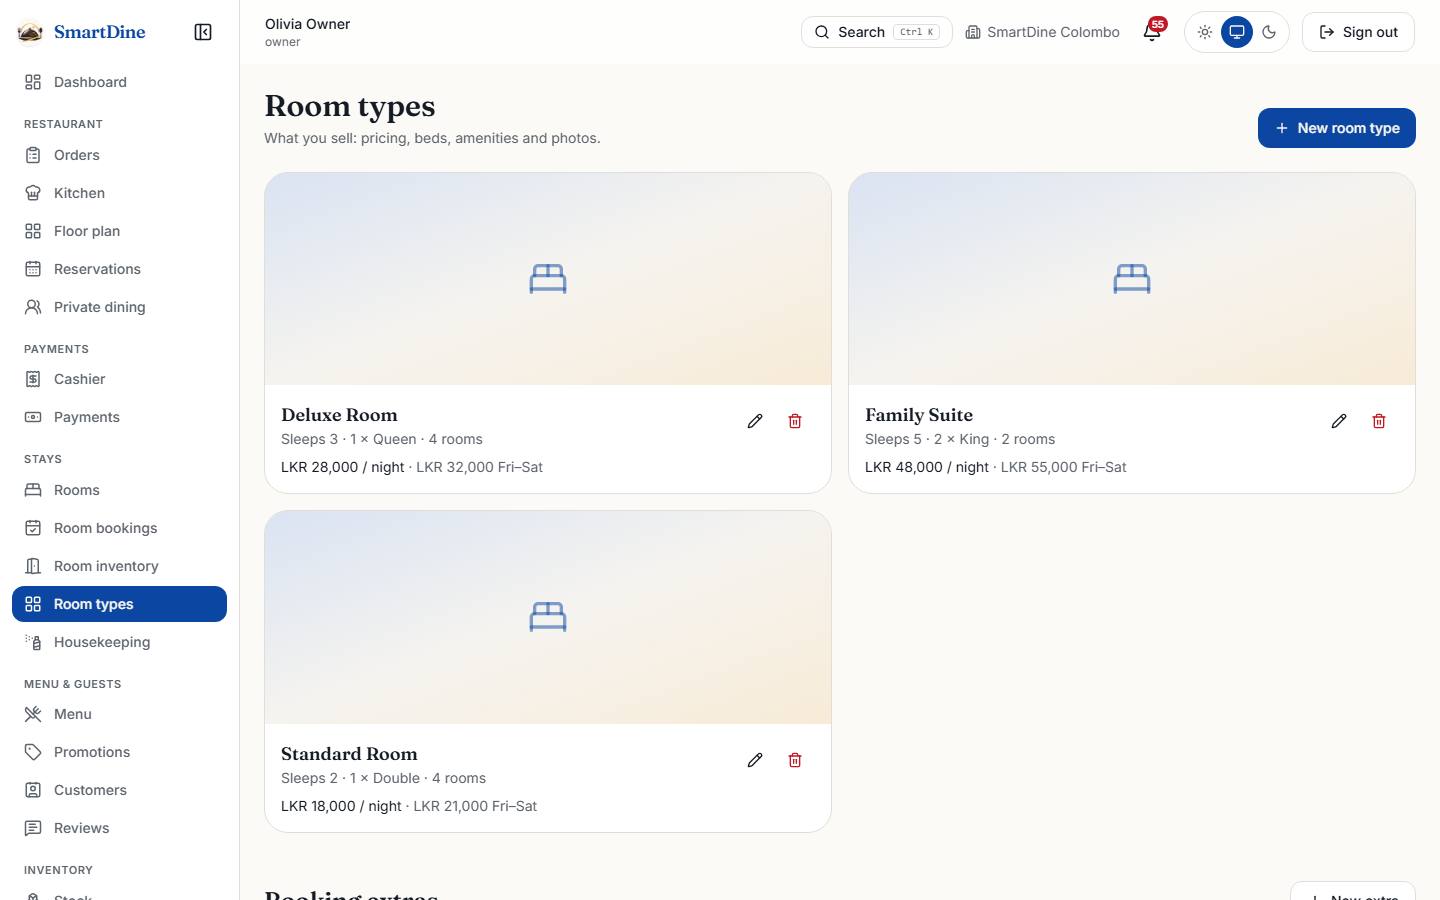 SmartDine
Dashboard
RESTAURANT
Orders
Kitchen
Floor plan
Reservations
Private dining
PAYMENTS
Cashier
Payments
STAYS
Rooms
Room bookings
Room inventory
Room types
Housekeeping
MENU & GUESTS
Menu
Promotions
Customers
Reviews
INVENTORY
Stock
Olivia Owner
owner
Search Ctrl K
SmartDine Colombo
55
Sign out
Room types
What you sell: pricing, beds, amenities and photos.
New room type
Deluxe Room
Sleeps 3 · 1 × Queen · 4 rooms
LKR 28,000 / night · LKR 32,000 Fri–Sat
Family Suite
Sleeps 5 · 2 × King · 2 rooms
LKR 48,000 / night · LKR 55,000 Fri–Sat
Standard Room
Sleeps 2 · 1 × Double · 4 rooms
LKR 18,000 / night · LKR 21,000 Fri–Sat
Booking extras
New extra